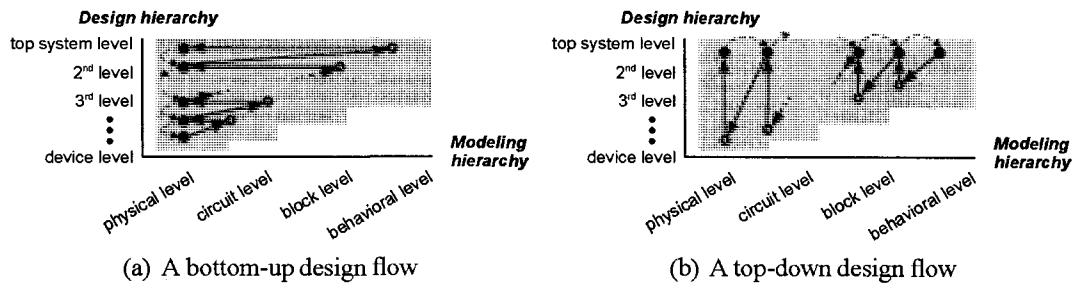 Design hierarchy
top system level
2nd level
3rd level
device level
Modeling
hierarchy
physical level
circuit level
block level
behavioral level
(a) A bottom-up design flow
Design hierarchy
top system level
2nd level
3rd level
device level
Modeling
hierarchy
physical level
circuit level
block level
behavioral level
(b) A top-down design flow